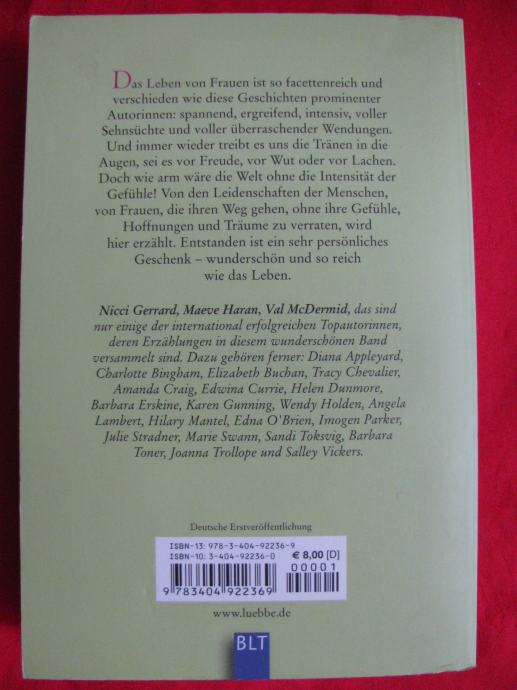 Das Leben von Frauen ist so facettenreich und
verschieden wie diese Geschichten prominenter
Autorinnen: spannend, ergreifend, intensiv, voller
Sehnsüchte und voller überraschender Wendungen.
Und immer wieder treibt es uns die Tränen in die
Augen, sei es vor Freude, vor Wut oder vor Lachen.
Doch wie arm wäre die Welt ohne die Intensität der
Gefühle! Von den Leidenschaften der Menschen,
von Frauen, die ihren Weg gehen, ohne ihre Gefühle,
Hoffnungen und Träume zu verraten, wird
hier erzählt. Entstanden ist ein sehr persönliches
Geschenk – wunderschön und so reich
wie das Leben.
Nicci Gerrard, Maeve Haran, Val McDermid, das sind
nur einige der international erfolgreichen Topautorinnen,
deren Erzählungen in diesem wunderschönen Band
versammelt sind. Dazu gehören ferner: Diana Appleyard,
Charlotte Bingham, Elizabeth Buchan, Tracy Chevalier,
Amanda Craig, Edwina Currie, Helen Dunmore,
Barbara Erskine, Karen Gunning, Wendy Holden, Angela
Lambert, Hilary Mantel, Edna O'Brien, Imogen Parker,
Julie Stradner, Marie Swann, Sandi Toksvig, Barbara
Toner, Joanna Trollope und Salley Vickers.
Deutsche Erstveröffentlichung
ISBN-13: 978-3-404-92236-9
ISBN-10: 3-404-92236-0 € 8,00 [D]
00001
9 783404 922369
www.luebbe.de
BLT